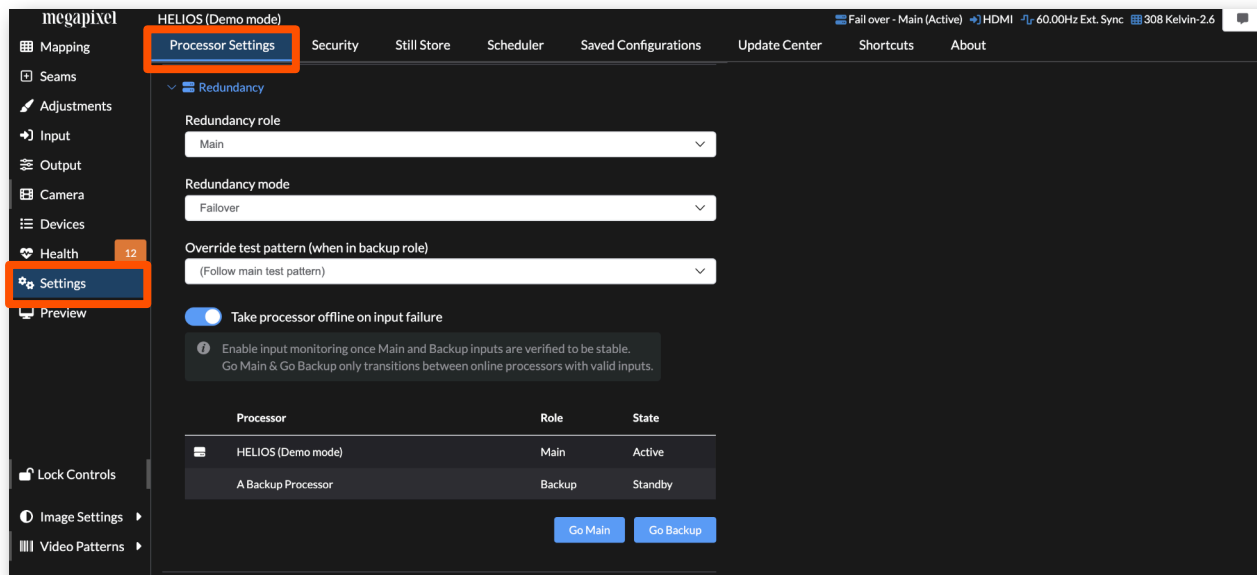 megapixel
HELIOS (Demo mode)
Fail over - Main (Active) HDMI 60.00Hz Ext. Sync 308 Kelvin-2.6
Processor Settings Security Still Store Scheduler Saved Configurations Update Center Shortcuts About
Mapping
Seams
Adjustments
Input
Output
Camera
Devices
Health 12
Settings
Preview
Lock Controls
Image Settings
Video Patterns
Redundancy
Redundancy role
Main
Redundancy mode
Failover
Override test pattern (when in backup role)
(Follow main test pattern)
Take processor offline on input failure
Enable input monitoring once Main and Backup inputs are verified to be stable.
Go Main & Go Backup only transitions between online processors with valid inputs.
Processor Role State
HELIOS (Demo mode) Main Active
A Backup Processor Backup Standby
Go Main Go Backup